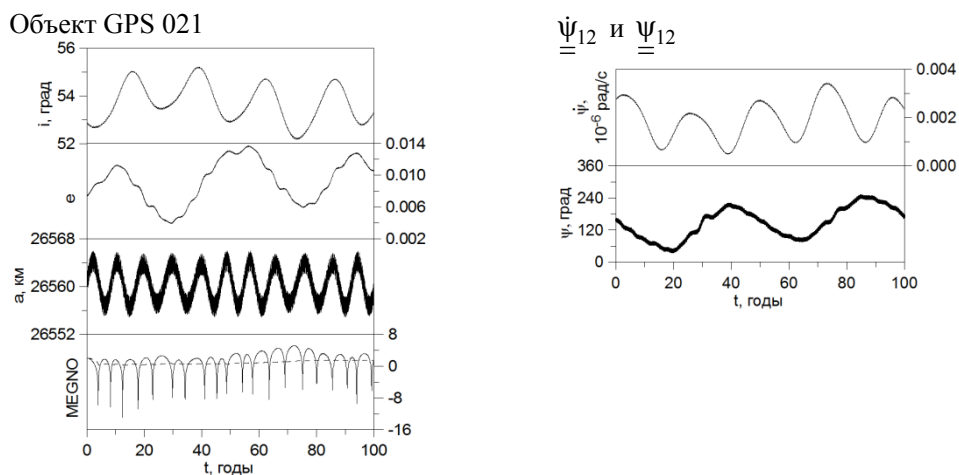 Объект GPS 021
ψ̇₁₂ и ψ₁₂
56
54
52
i, град
0.014
0.010
0.006
0.002
e
26568
26560
26552
a, км
8
0
-8
-16
MEGNO
0 20 40 60 80 100
t, годы
0.004
0.002
0.000
ψ̇,
10⁻⁶ рад/с
360
240
120
0
ψ, град
0 20 40 60 80 100
t, годы